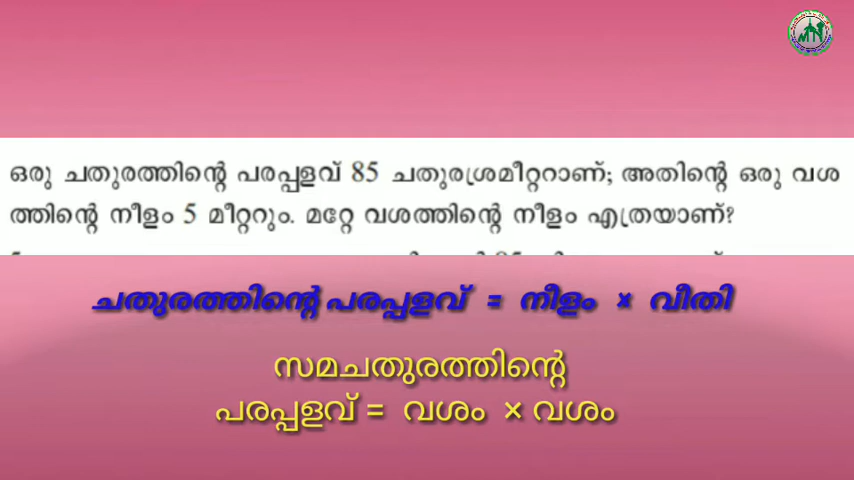 ഒരു ചതുരത്തിന്റെ പരപ്പളവ് 85 ചതുരശ്രമീറ്ററാണ്; അതിന്റെ ഒരു വശ
ത്തിന്റെ നീളം 5 മീറ്ററും. മറ്റേ വശത്തിന്റെ നീളം എത്രയാണ്?
ചതുരത്തിന്റെ പരപ്പളവ് = നീളം × വീതി
സമചതുരത്തിന്റെ
പരപ്പളവ് = വശം × വശം